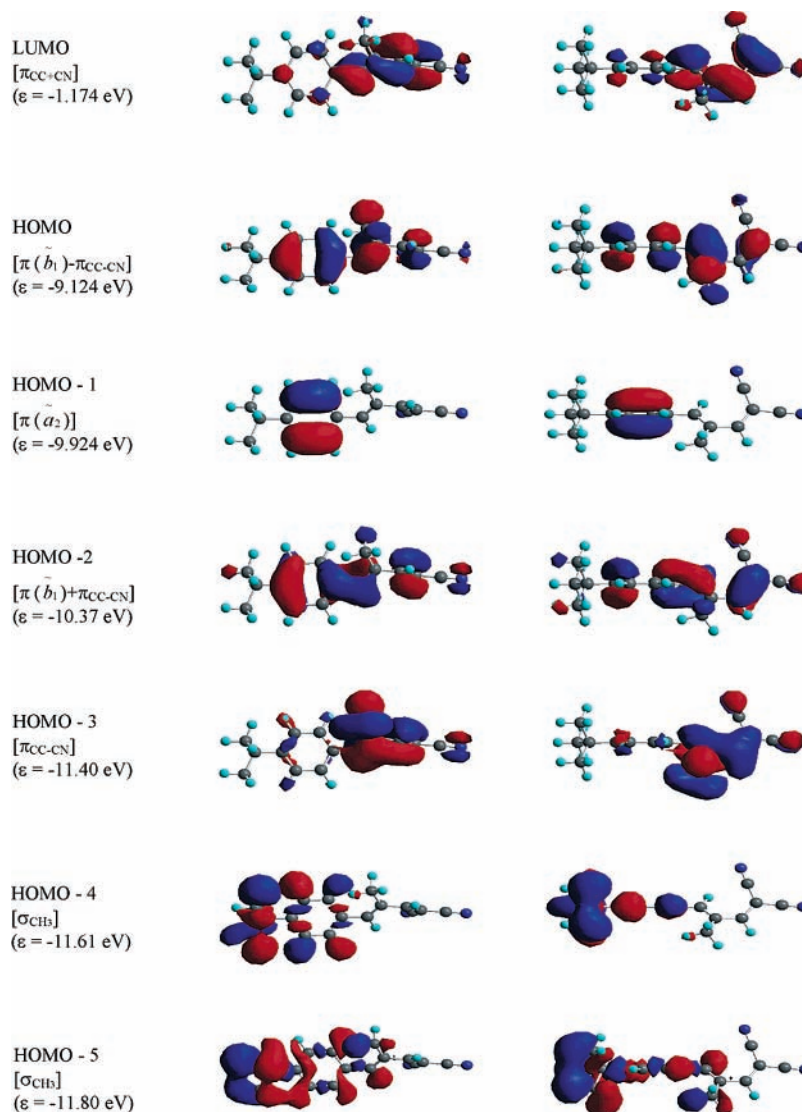 LUMO
[πCC+CN]
(ε = -1.174 eV)
HOMO
[π(b̃1)-πCC-CN]
(ε = -9.124 eV)
HOMO - 1
[π(ã2)]
(ε = -9.924 eV)
HOMO -2
[π(b̃1)+πCC-CN]
(ε = -10.37 eV)
HOMO - 3
[πCC-CN]
(ε = -11.40 eV)
HOMO - 4
[σCH3]
(ε = -11.61 eV)
HOMO - 5
[σCH3]
(ε = -11.80 eV)